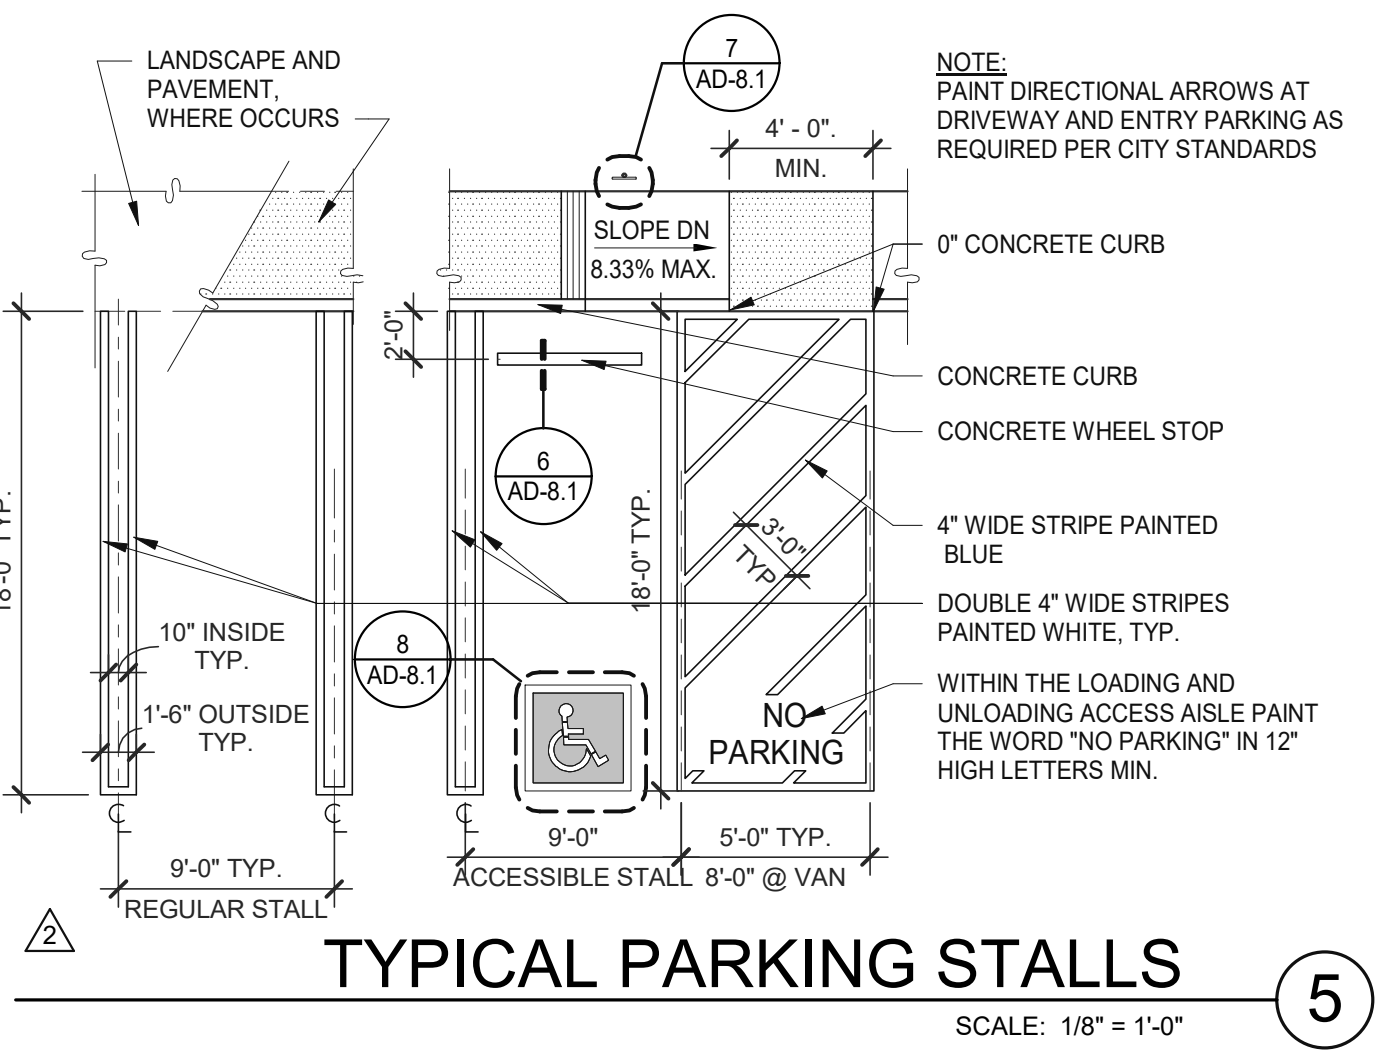 LANDSCAPE AND
PAVEMENT,
WHERE OCCURS
7
AD-8.1
4' - 0".
MIN.
NOTE:
PAINT DIRECTIONAL ARROWS AT
DRIVEWAY AND ENTRY PARKING AS
REQUIRED PER CITY STANDARDS
SLOPE DN
8.33% MAX.
0" CONCRETE CURB
2'-0"
CONCRETE CURB
CONCRETE WHEEL STOP
6
AD-8.1
18'-0" TYP.
18'-0" TYP.
3'-0"
TYP
4" WIDE STRIPE PAINTED
BLUE
DOUBLE 4" WIDE STRIPES
PAINTED WHITE, TYP.
10" INSIDE
TYP.
8
AD-8.1
1'-6" OUTSIDE
TYP.
NO
PARKING
WITHIN THE LOADING AND
UNLOADING ACCESS AISLE PAINT
THE WORD "NO PARKING" IN 12"
HIGH LETTERS MIN.
CL
CL
CL
9'-0"
5'-0" TYP.
ACCESSIBLE STALL 8'-0" @ VAN
9'-0" TYP.
REGULAR STALL
2
TYPICAL PARKING STALLS
5
SCALE: 1/8" = 1'-0"